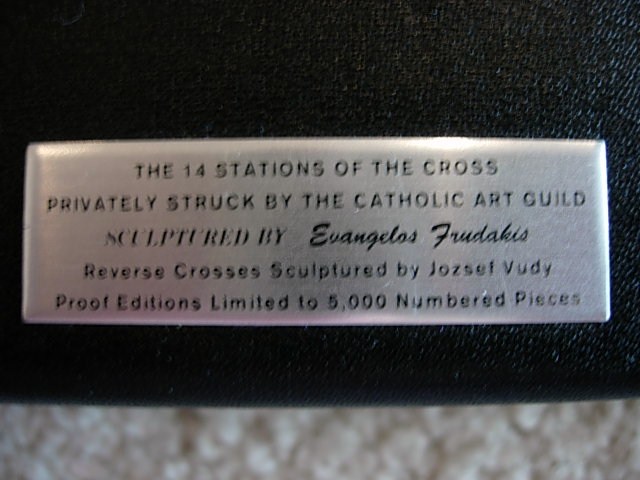 THE 14 STATIONS OF THE CROSS
PRIVATELY STRUCK BY THE CATHOLIC ART GUILD
SCULPTURED BY Evangelos Frudakis
Reverse Crosses Sculptured by Jozsef Vudy
Proof Editions Limited to 5,000 Numbered Pieces